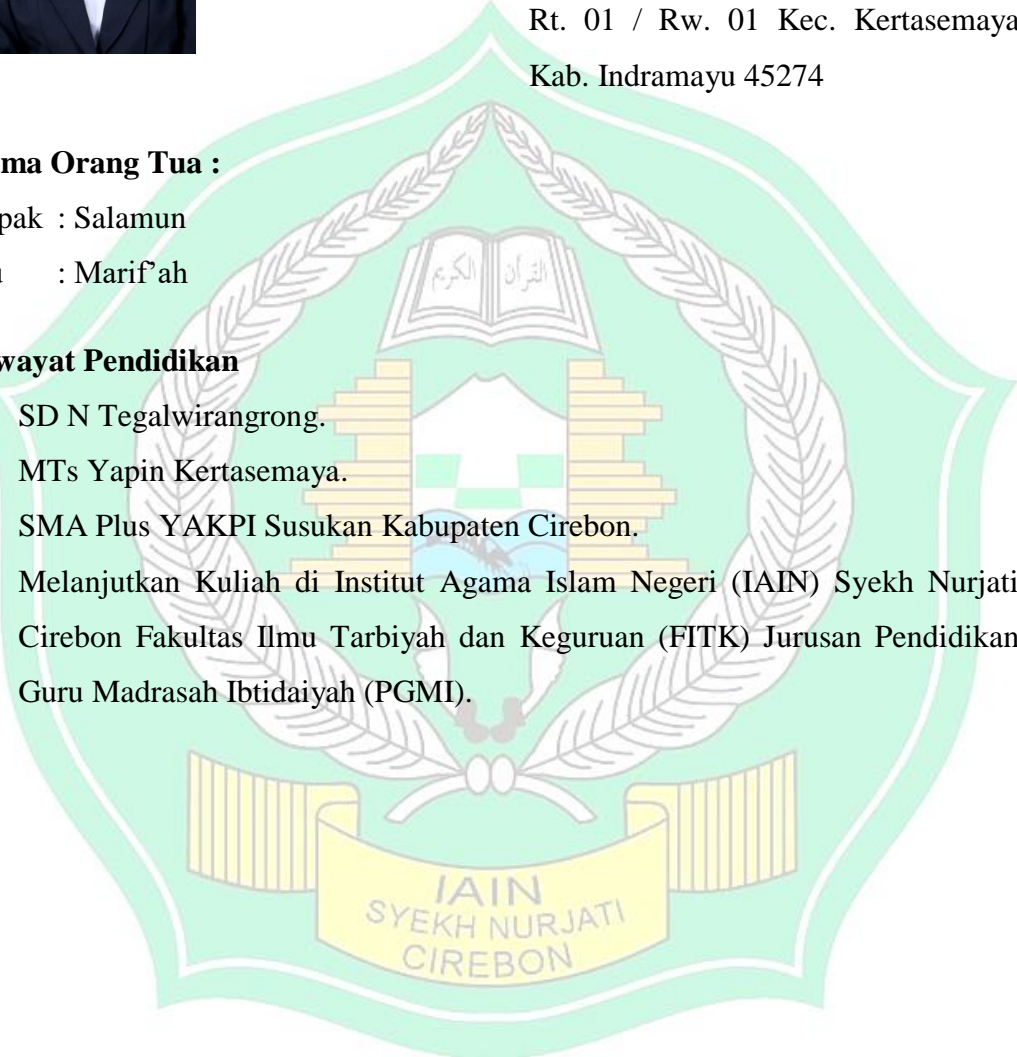 Rt. 01 / Rw. 01 Kec. Kertasemaya
Kab. Indramayu 45274
ma Orang Tua :
pak : Salamun
: Marif’ah
wayat Pendidikan
SD N Tegalwirangrong.
MTs Yapin Kertasemaya.
SMA Plus YAKPI Susukan Kabupaten Cirebon.
Melanjutkan Kuliah di Institut Agama Islam Negeri (IAIN) Syekh Nurjati
Cirebon Fakultas Ilmu Tarbiyah dan Keguruan (FITK) Jurusan Pendidikan
Guru Madrasah Ibtidaiyah (PGMI).
القرآن الكريم
IAIN
SYEKH NURJATI
CIREBON